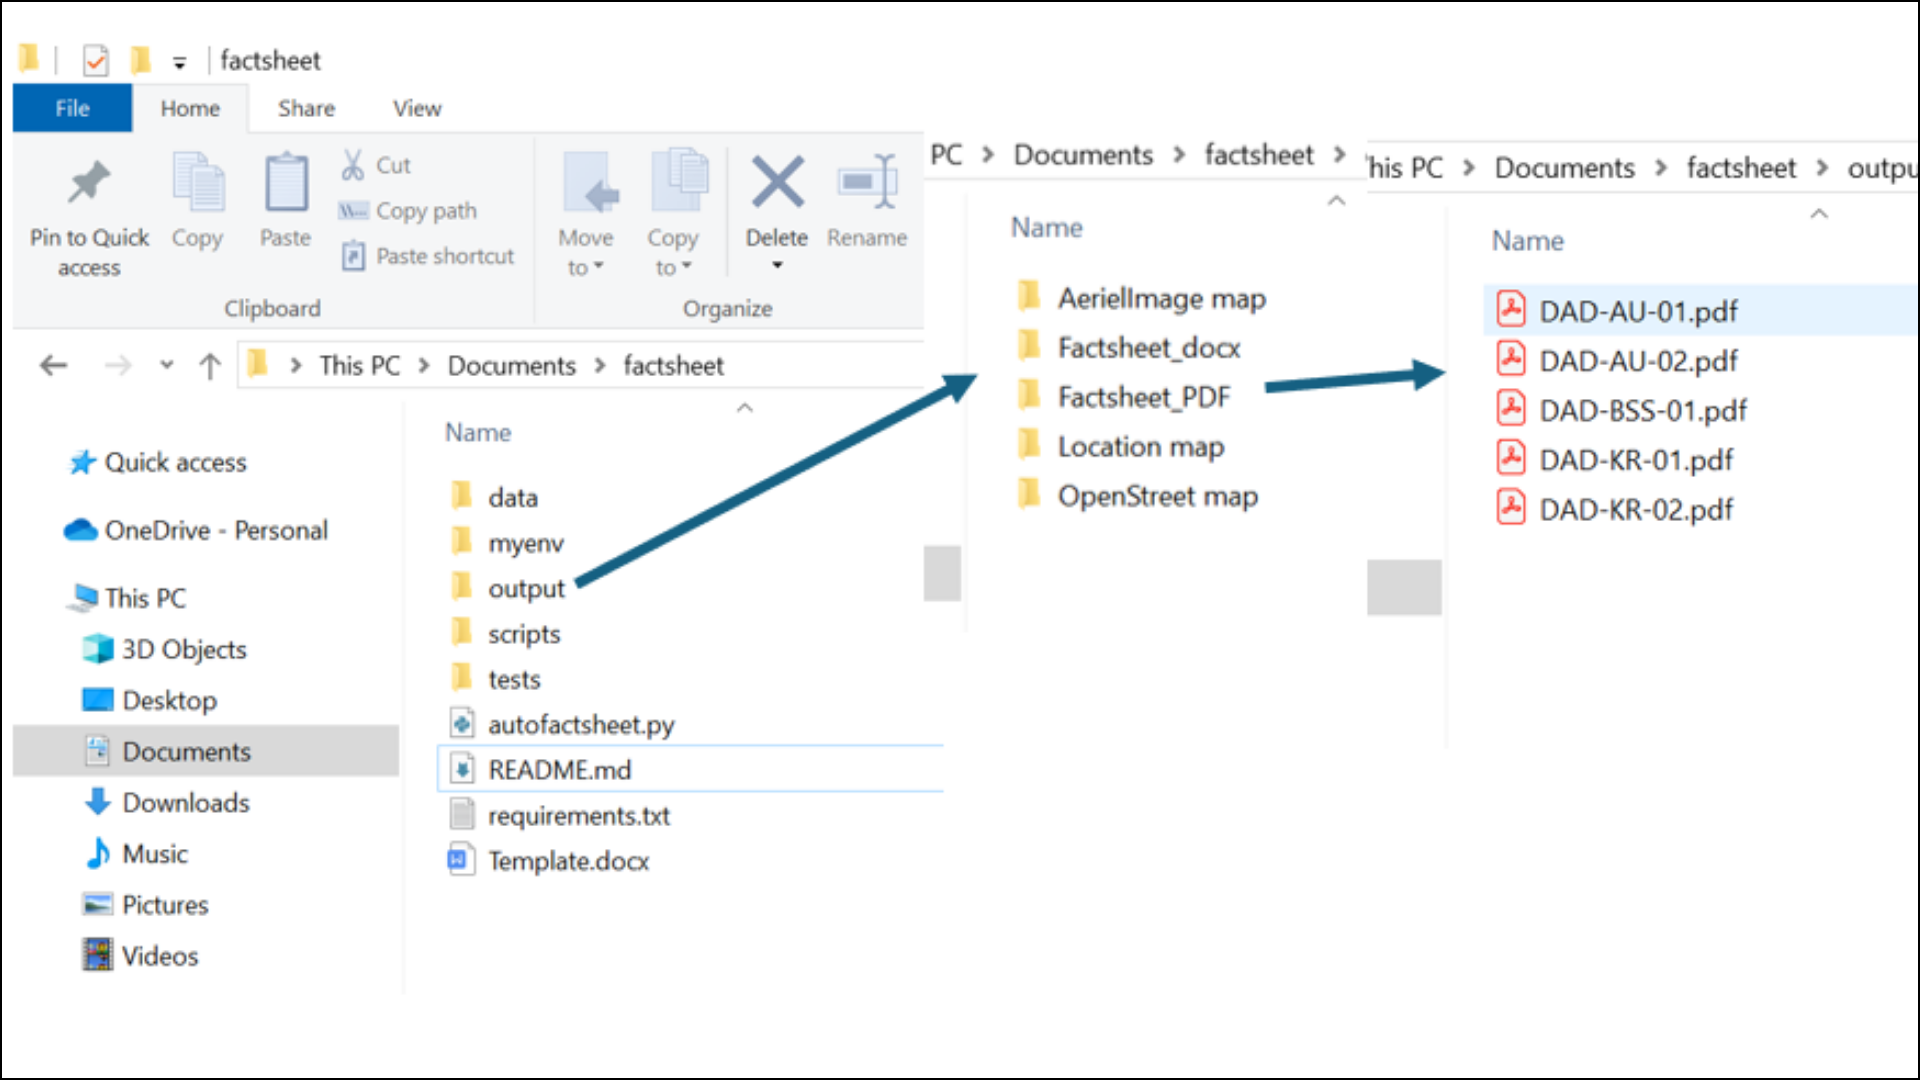 factsheet
File Home Share View
Pin to Quick access
Copy
Paste
Cut
Copy path
Paste shortcut
Clipboard
Move to
Copy to
Delete
Rename
Organize
This PC Documents factsheet
Quick access
OneDrive - Personal
This PC
3D Objects
Desktop
Documents
Downloads
Music
Pictures
Videos
Name
data
myenv
output
scripts
tests
autofactsheet.py
README.md
requirements.txt
Template.docx
PC Documents factsheet
Name
AerielImage map
Factsheet_docx
Factsheet_PDF
Location map
OpenStreet map
his PC Documents factsheet outpu
Name
DAD-AU-01.pdf
DAD-AU-02.pdf
DAD-BSS-01.pdf
DAD-KR-01.pdf
DAD-KR-02.pdf